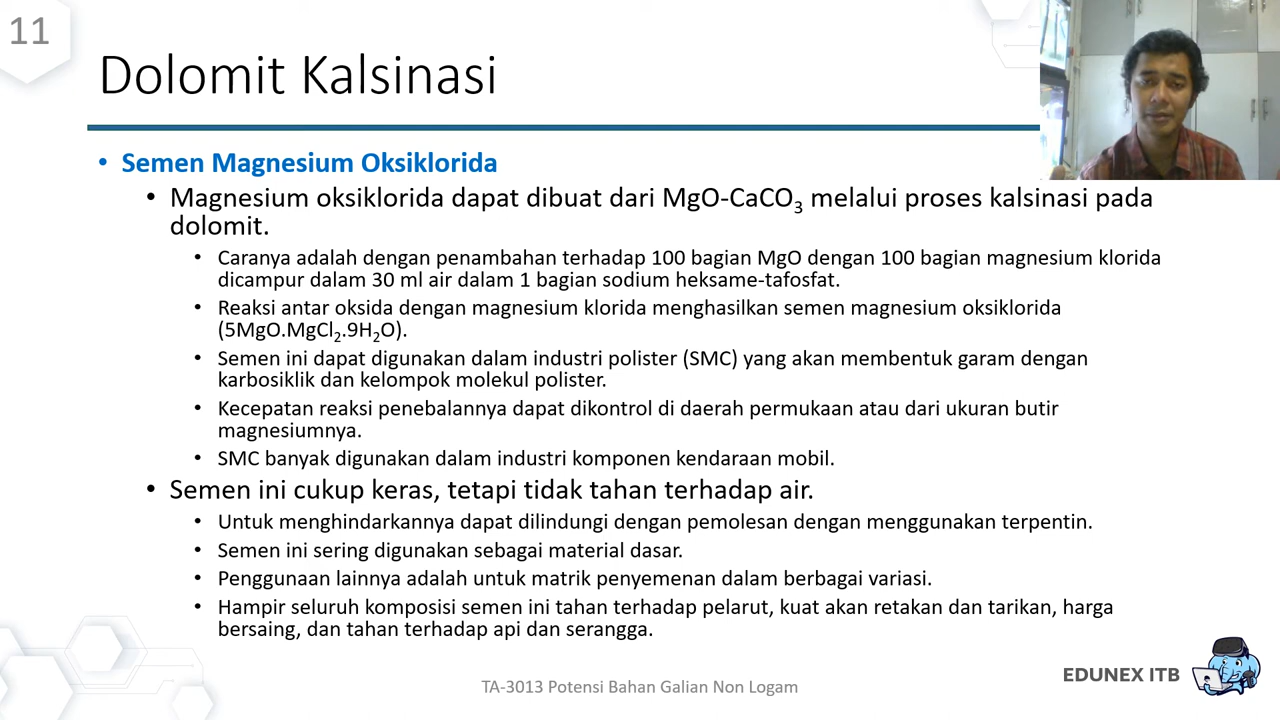 11
Dolomit Kalsinasi
• Semen Magnesium Oksiklorida
• Magnesium oksiklorida dapat dibuat dari MgO-CaCO₃ melalui proses kalsinasi pada
dolomit.
• Caranya adalah dengan penambahan terhadap 100 bagian MgO dengan 100 bagian magnesium klorida
dicampur dalam 30 ml air dalam 1 bagian sodium heksame-tafosfat.
• Reaksi antar oksida dengan magnesium klorida menghasilkan semen magnesium oksiklorida
(5MgO.MgCl₂.9H₂O).
• Semen ini dapat digunakan dalam industri polister (SMC) yang akan membentuk garam dengan
karbosiklik dan kelompok molekul polister.
• Kecepatan reaksi penebalannya dapat dikontrol di daerah permukaan atau dari ukuran butir
magnesiumnya.
• SMC banyak digunakan dalam industri komponen kendaraan mobil.
• Semen ini cukup keras, tetapi tidak tahan terhadap air.
• Untuk menghindarkannya dapat dilindungi dengan pemolesan dengan menggunakan terpentin.
• Semen ini sering digunakan sebagai material dasar.
• Penggunaan lainnya adalah untuk matrik penyemenan dalam berbagai variasi.
• Hampir seluruh komposisi semen ini tahan terhadap pelarut, kuat akan retakan dan tarikan, harga
bersaing, dan tahan terhadap api dan serangga.
TA-3013 Potensi Bahan Galian Non Logam
EDUNEX ITB